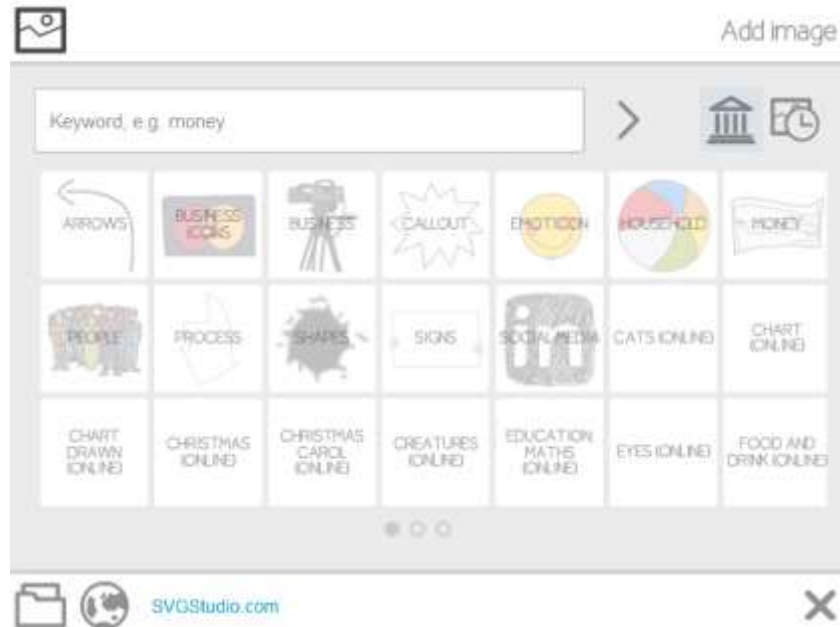 Add image
Keyword, e.g. money
ARROWS
BUSINESS
ICONS
BUSINESS
CALLOUT
EMOTICON
HOUSEHOLD
MONEY
PEOPLE
PROCESS
SHAPES
SIGNS
SOCIAL MEDIA
in
CATS (ONLINE)
CHART
(ONLINE)
CHART
DRAWN
(ONLINE)
CHRISTMAS
(ONLINE)
CHRISTMAS
CAROL
(ONLINE)
CREATURES
(ONLINE)
EDUCATION
MATHS
(ONLINE)
EYES (ONLINE)
FOOD AND
DRINK (ONLINE)
SVGStudio.com